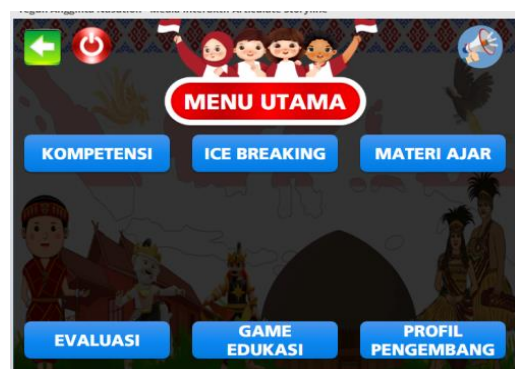 MENU UTAMA
KOMPETENSI
ICE BREAKING
MATERI AJAR
EVALUASI
GAME
EDUKASI
PROFIL
PENGEMBANG